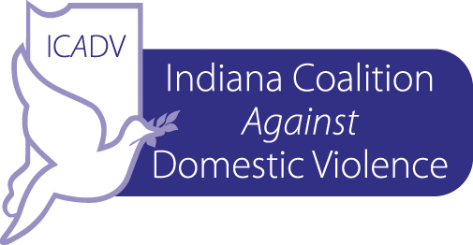 ICADV
Indiana Coalition
Against
Domestic Violence